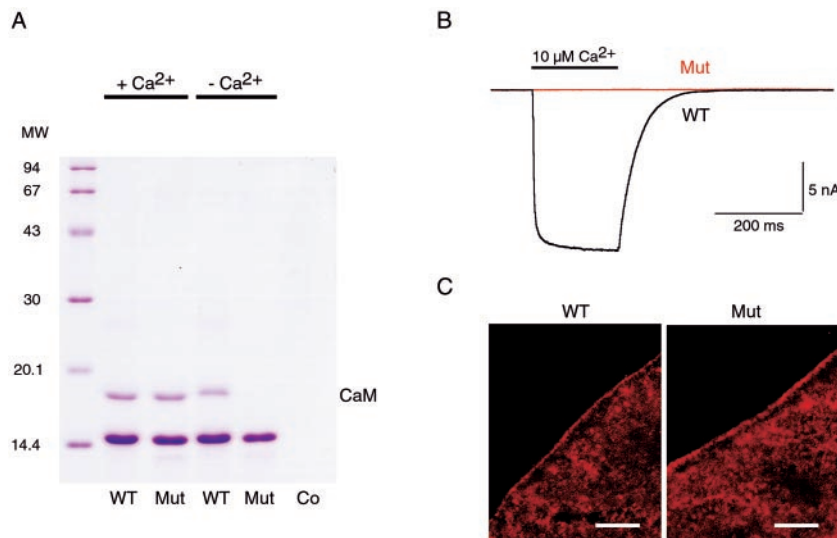 A
+ Ca2+ - Ca2+
MW
94
67
43
30
20.1
14.4
CaM
WT Mut WT Mut Co
B
10 µM Ca2+
Mut
WT
5 nA
200 ms
C
WT Mut